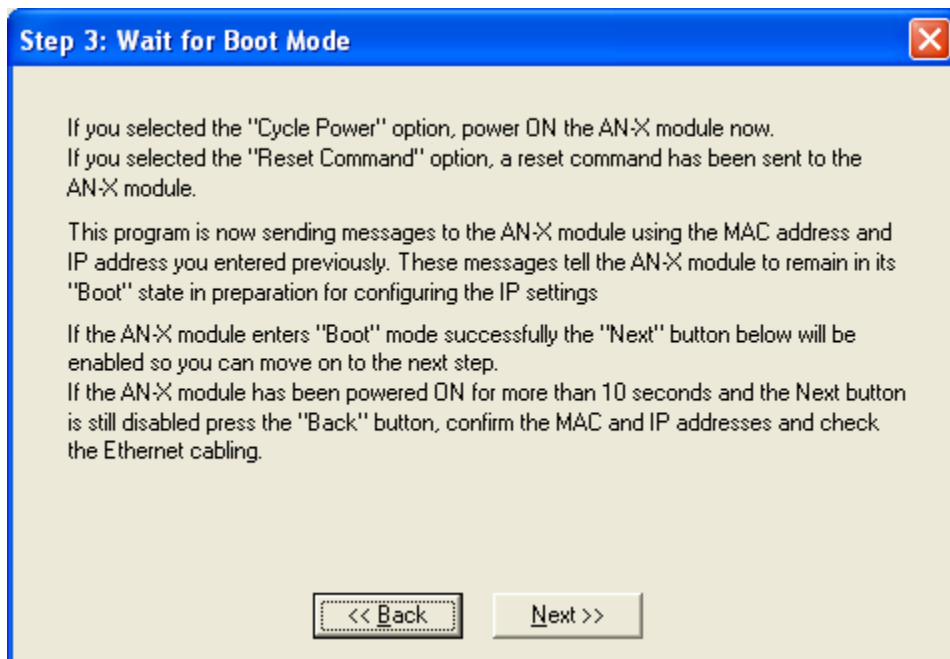 Step 3: Wait for Boot Mode
If you selected the "Cycle Power" option, power ON the AN-X module now.
If you selected the "Reset Command" option, a reset command has been sent to the
AN-X module.
This program is now sending messages to the AN-X module using the MAC address and
IP address you entered previously. These messages tell the AN-X module to remain in its
"Boot" state in preparation for configuring the IP settings
If the AN-X module enters "Boot" mode successfully the "Next" button below will be
enabled so you can move on to the next step.
If the AN-X module has been powered ON for more than 10 seconds and the Next button
is still disabled press the "Back" button, confirm the MAC and IP addresses and check
the Ethernet cabling.
<< Back Next >>